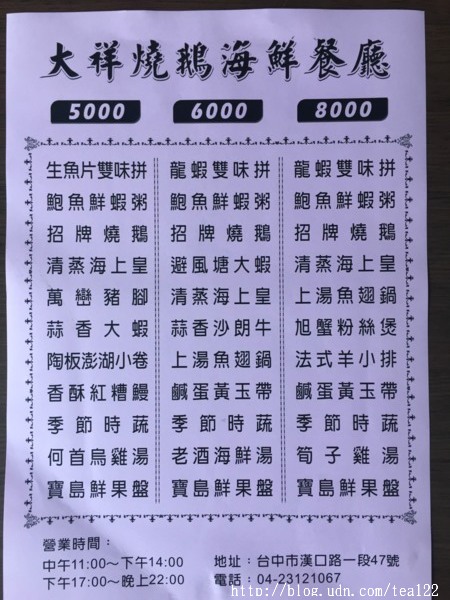 大祥燒鵝海鮮餐廳
5000 6000 8000
生魚片雙味拼 龍蝦雙味拼 龍蝦雙味拼
鮑魚鮮蝦粥 鮑魚鮮蝦粥 鮑魚鮮蝦粥
招牌燒鵝 招牌燒鵝 招牌燒鵝
清蒸海上皇 避風塘大蝦 清蒸海上皇
萬巒豬腳 清蒸海上皇 上湯魚翅鍋
蒜香大蝦 蒜香沙朗牛 旭蟹粉絲煲
陶板澎湖小卷 上湯魚翅鍋 法式羊小排
香酥紅糟鰻 鹹蛋黃玉帶 鹹蛋黃玉帶
季節時蔬 季節時蔬 季節時蔬
何首烏雞湯 老酒海鮮湯 筍子雞湯
寶島鮮果盤 寶島鮮果盤 寶島鮮果盤
營業時間：
中午11:00～下午14:00 地址：台中市漢口路一段47號
下午17:00～晚上22:00 電話：04-23121067
http://blog.udn.com/tea122